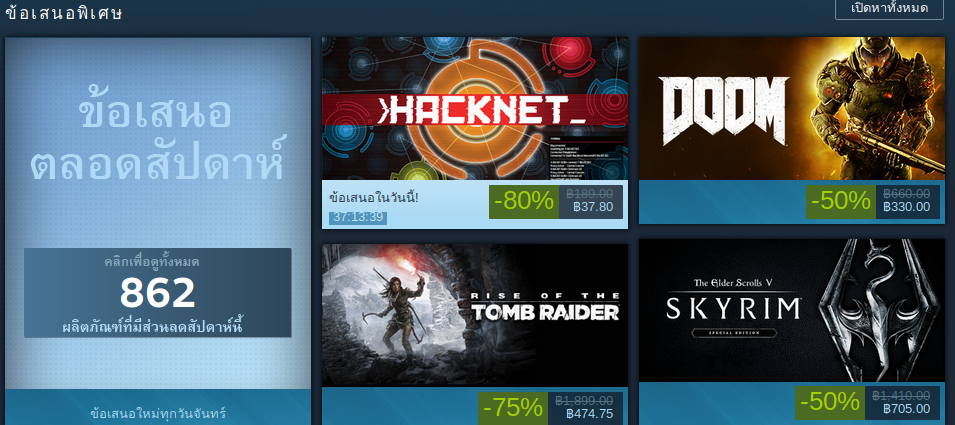 ข้อเสนอพิเศษ
เปิดหาทั้งหมด
ข้อเสนอ
ตลอดสัปดาห์
คลิกเพื่อดูทั้งหมด
862
ผลิตภัณฑ์ที่มีส่วนลดสัปดาห์นี้
ข้อเสนอใหม่ทุกวันจันทร์
HACKNET_
ข้อเสนอในวันนี้!
37:13:39
-80%
฿189.00
฿37.80
DOOM
-50%
฿660.00
฿330.00
RISE OF THE
TOMB RAIDER
-75%
฿1,899.00
฿474.75
The Elder Scrolls V
SKYRIM
SPECIAL EDITION
-50%
฿1,410.00
฿705.00